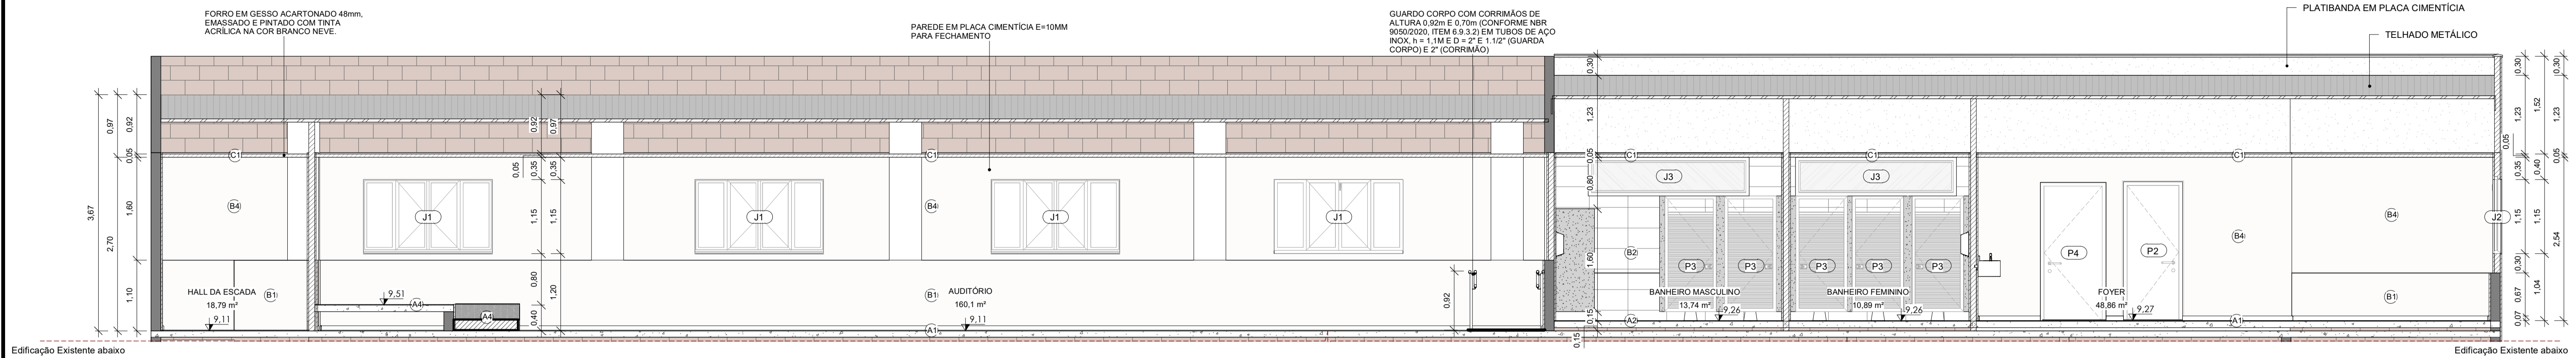 FORRO EM GESSO ACARTONADO 48mm,
EMASSADO E PINTADO COM TINTA
ACRÍLICA NA COR BRANCO NEVE.
PAREDE EM PLACA CIMENTÍCIA E=10MM
PARA FECHAMENTO
GUARDO CORPO COM CORRIMÃOS DE
ALTURA 0,92m E 0,70m (CONFORME NBR
9050/2020, ITEM 6.9.3.2) EM TUBOS DE AÇO
INOX, h = 1,1M E D = 2" E 1.1/2" (GUARDA
CORPO) E 2" (CORRIMÃO)
PLATIBANDA EM PLACA CIMENTÍCIA
TELHADO METÁLICO
3,67
0,97
2,70
0,92
0,05
1,60
1,10
C1
B4
B1
HALL DA ESCADA
18,79 m²
9,11
9,51
A4
A4
J1
0,92
0,97
0,05
0,35
0,35
1,15
1,15
0,80
0,40
1,20
J1
C1
B4
B1
AUDITÓRIO
160,1 m²
9,11
A1
J1
J1
0,92
0,30
1,23
0,05
0,80
1,60
0,15
0,15
C1
J3
B2
P3
P3
BANHEIRO MASCULINO
13,74 m²
9,26
A2
C1
J3
P3
P3
P3
BANHEIRO FEMININO
10,89 m²
9,26
P4
P2
FOYER
48,86 m²
9,27
C1
B4
A1
B4
B1
J2
0,30
1,23
0,05
0,35
1,15
0,30
0,67
0,07
1,52
0,40
1,15
1,04
0,30
1,23
0,05
2,54
Edificação Existente abaixo
Edificação Existente abaixo